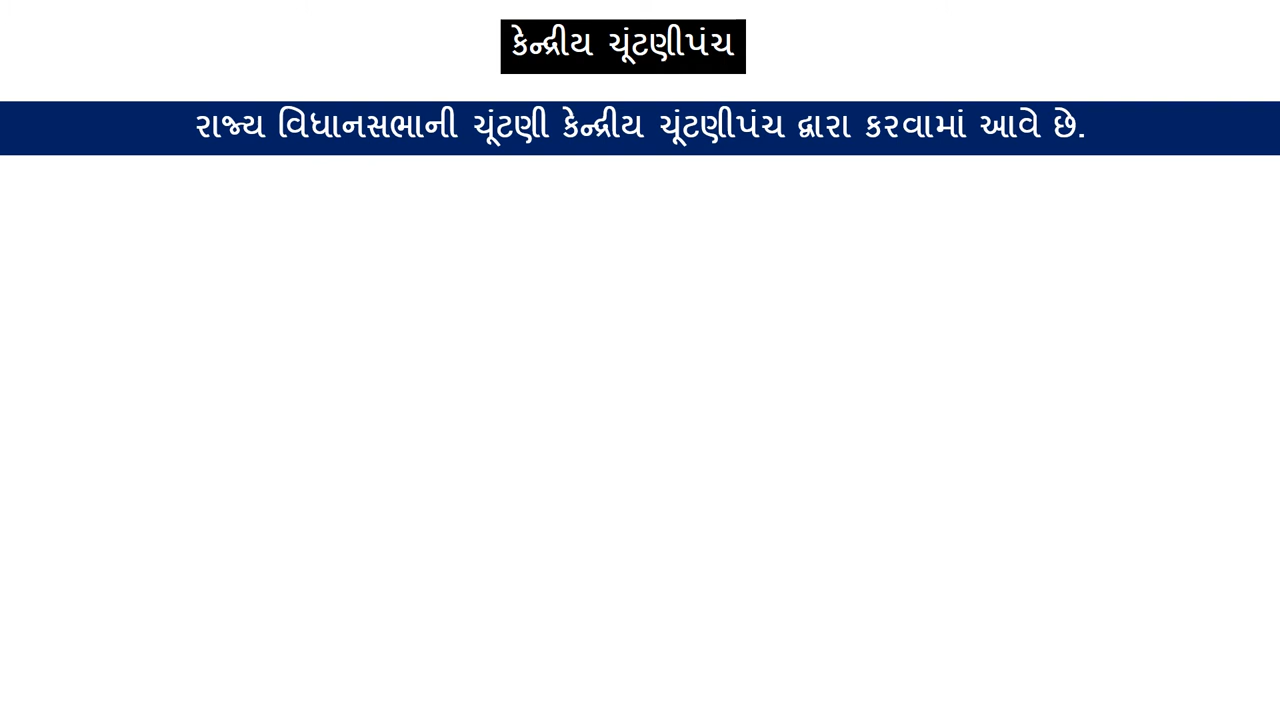 કેન્દ્રીય ચૂંટણીપંચ
રાજ્ય વિધાનસભાની ચૂંટણી કેન્દ્રીય ચૂંટણીપંચ દ્વારા કરવામાં આવે છે.